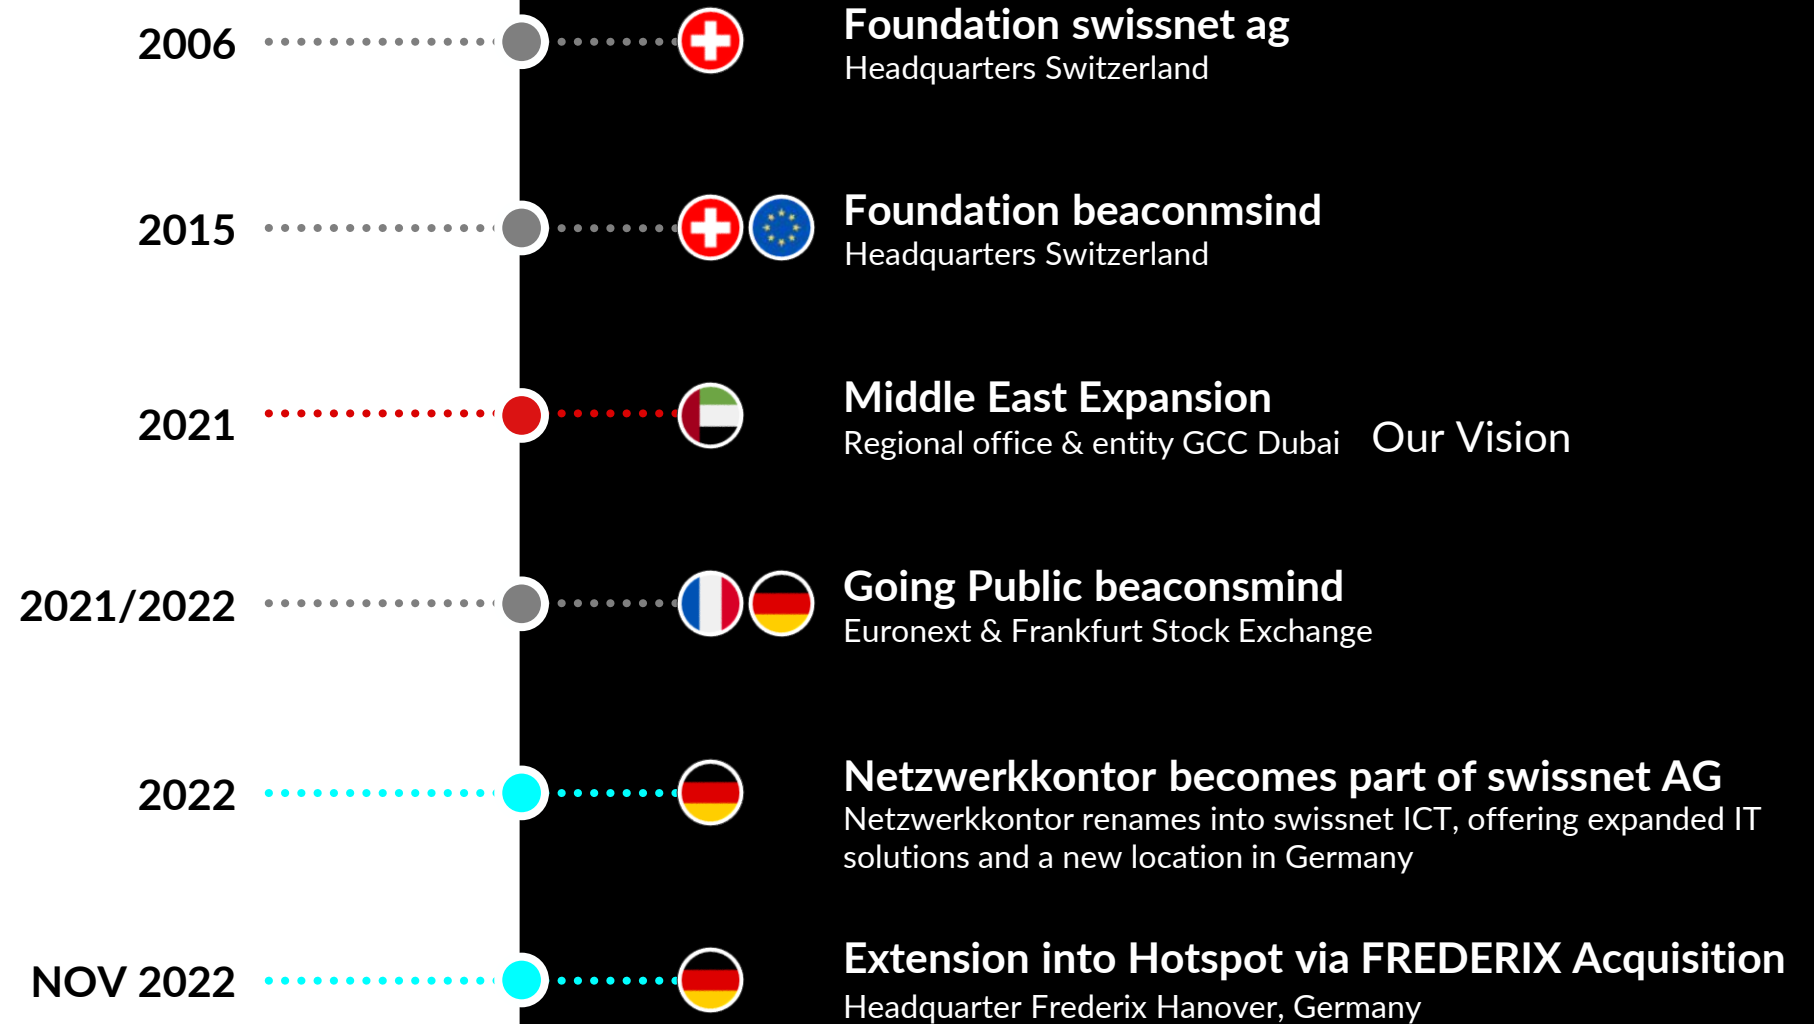 2006
Foundation swissnet ag
Headquarters Switzerland
2015
Foundation beaconmsind
Headquarters Switzerland
2021
Middle East Expansion
Regional office & entity GCC Dubai
Our Vision
2021/2022
Going Public beaconsmind
Euronext & Frankfurt Stock Exchange
2022
Netzwerkkontor becomes part of swissnet AG
Netzwerkkontor renames into swissnet ICT, offering expanded IT
solutions and a new location in Germany
NOV 2022
Extension into Hotspot via FREDERIX Acquisition
Headquarter Frederix Hanover, Germany